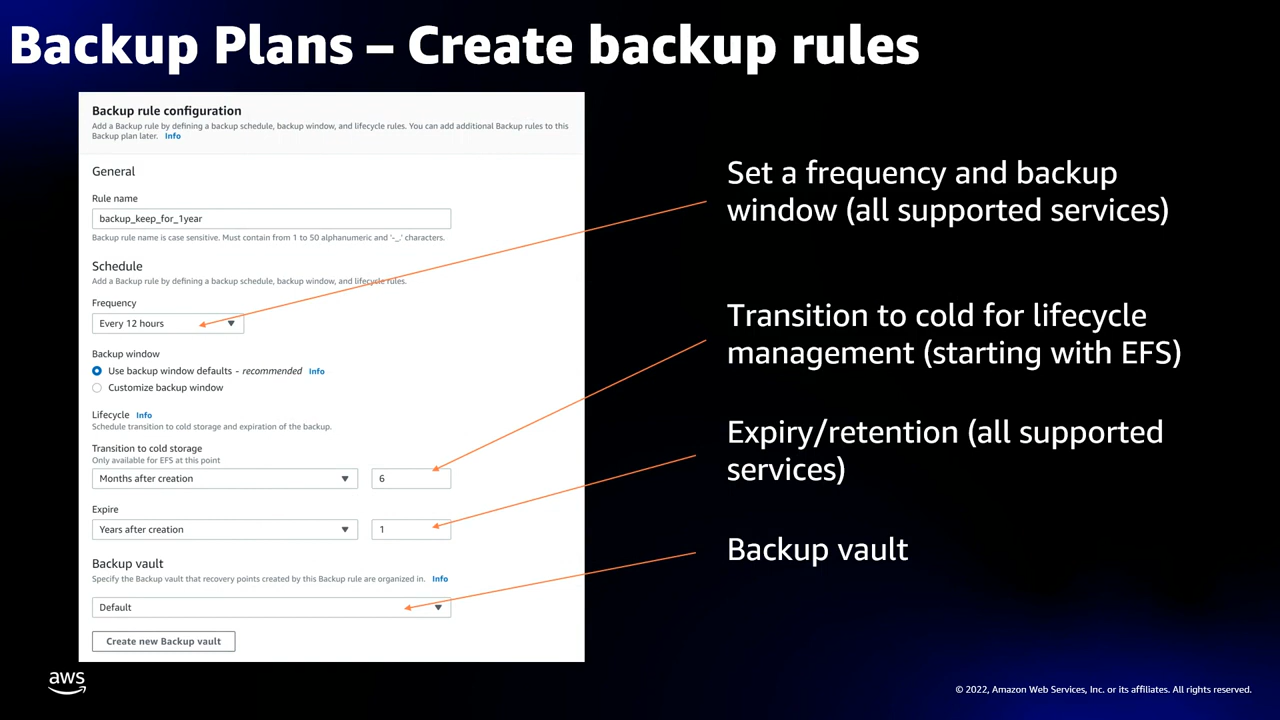 Backup Plans – Create backup rules
Backup rule configuration
Add a Backup rule by defining a backup schedule, backup window, and lifecycle rules. You can add additional Backup rules to this
Backup plan later. Info
General
Rule name
backup_keep_for_1year
Backup rule name is case sensitive. Must contain from 1 to 50 alphanumeric and '-_.' characters.
Schedule
Add a Backup rule by defining a backup schedule, backup window, and lifecycle rules.
Frequency
Every 12 hours
Backup window
Use backup window defaults - recommended Info
Customize backup window
Lifecycle Info
Schedule transition to cold storage and expiration of the backup.
Transition to cold storage
Only available for EFS at this point
Months after creation 6
Expire
Years after creation 1
Backup vault
Specify the Backup vault that recovery points created by this Backup rule are organized in. Info
Default
Create new Backup vault
Set a frequency and backup
window (all supported services)
Transition to cold for lifecycle
management (starting with EFS)
Expiry/retention (all supported
services)
Backup vault
aws
© 2022, Amazon Web Services, Inc. or its affiliates. All rights reserved.